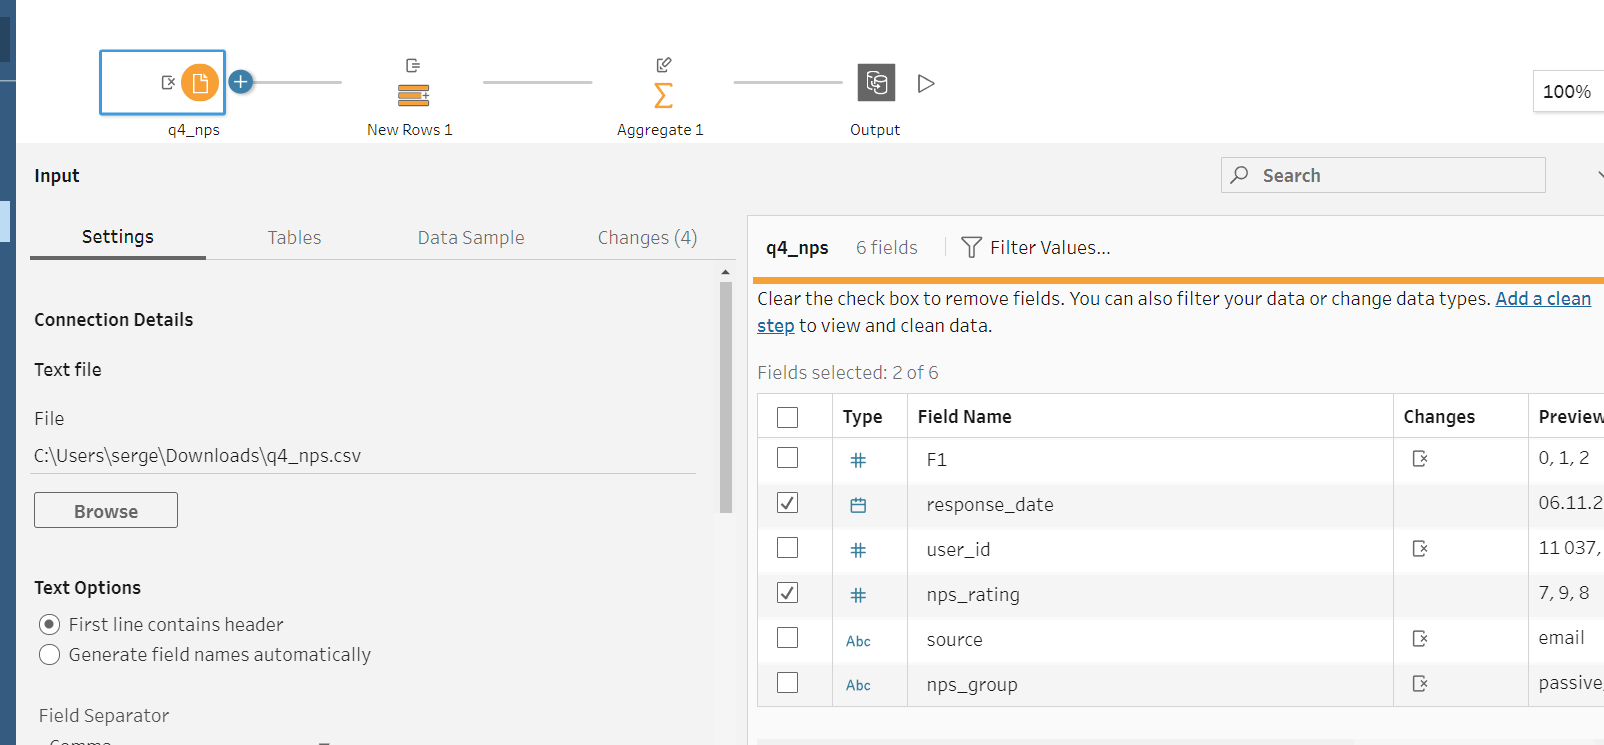 100%
q4_nps
New Rows 1
Aggregate 1
Output
Input
Search
Settings
Tables
Data Sample
Changes (4)
q4_nps 6 fields Filter Values...
Clear the check box to remove fields. You can also filter your data or change data types. Add a clean
step to view and clean data.
Connection Details
Text file
File
C:\Users\serge\Downloads\q4_nps.csv
Browse
Text Options
First line contains header
Generate field names automatically
Field Separator
Comma
Fields selected: 2 of 6
Type Field Name Changes Preview
# F1 0, 1, 2
response_date 06.11.2
# user_id 11 037,
# nps_rating 7, 9, 8
Abc source email
Abc nps_group passive,